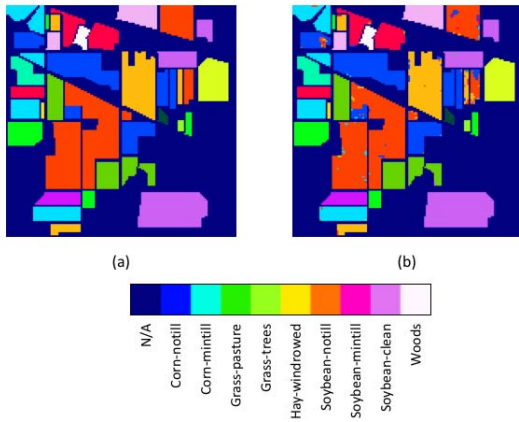 (a)
(b)
N/A
Corn-notill
Corn-mintill
Grass-pasture
Grass-trees
Hay-windrowed
Soybean-notill
Soybean-mintill
Soybean-clean
Woods